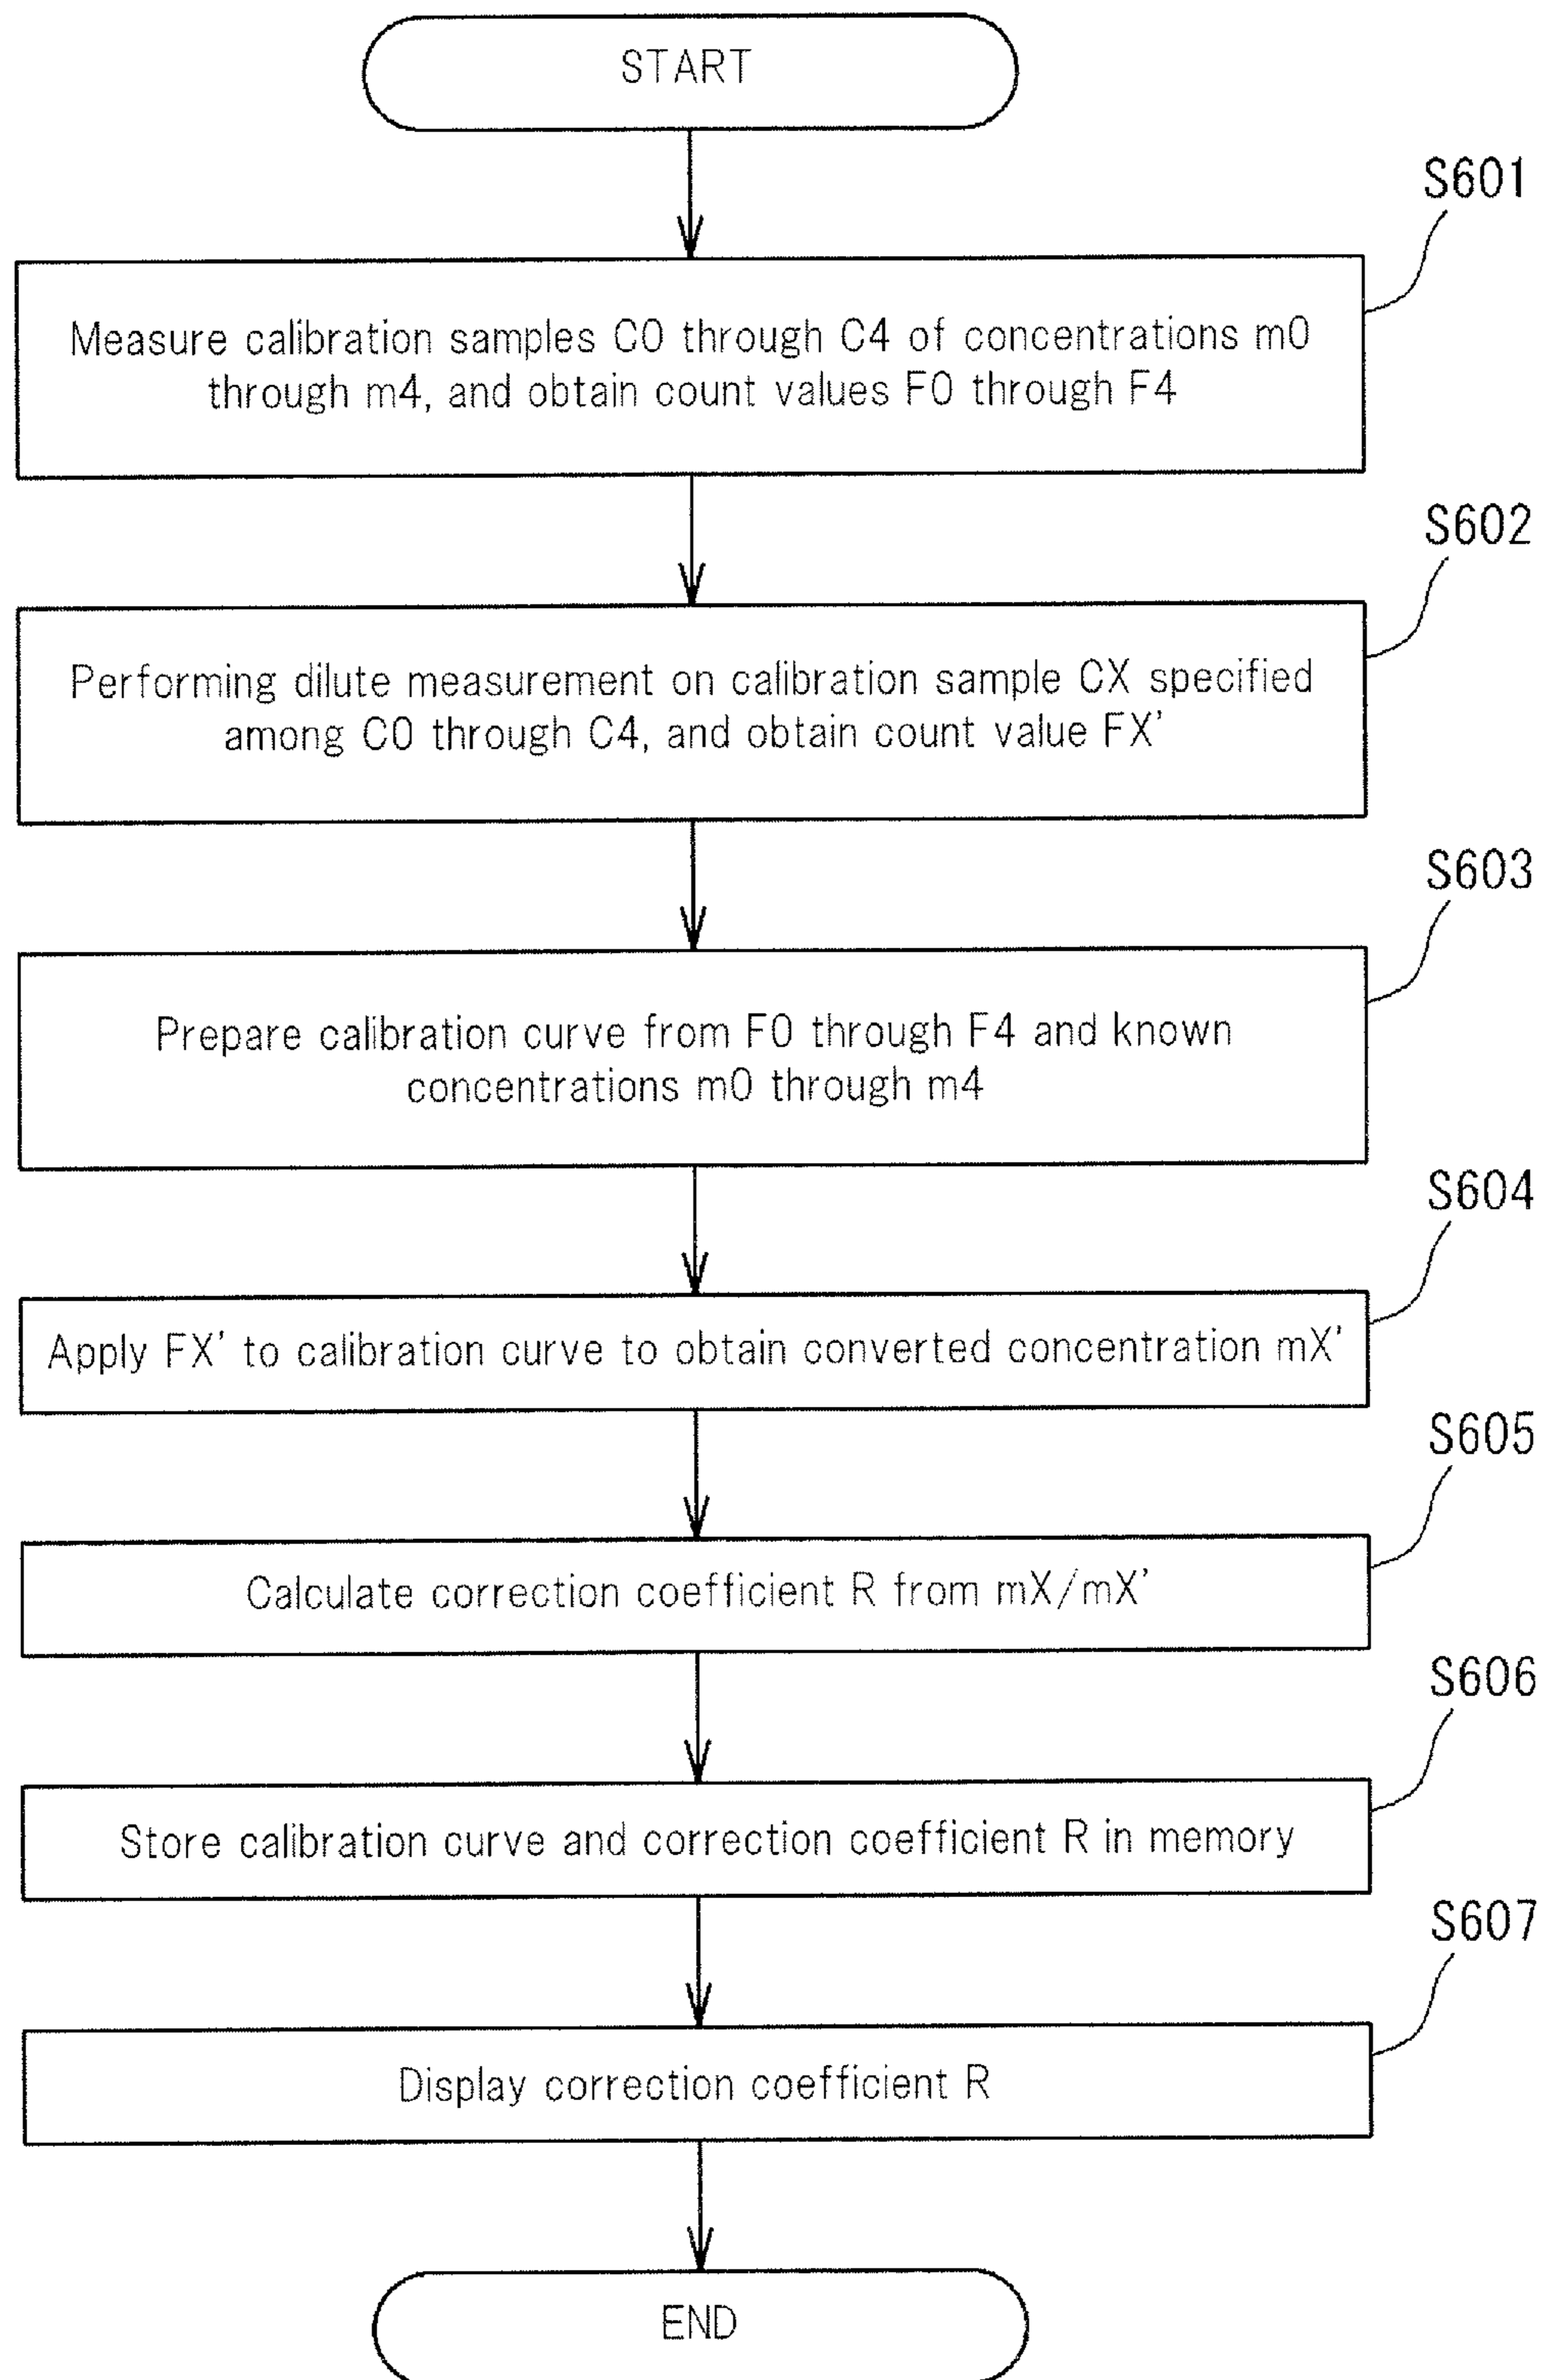 START
S601
Measure calibration samples C0 through C4 of concentrations m0
through m4, and obtain count values F0 through F4
S602
Performing dilute measurement on calibration sample CX specified
among C0 through C4, and obtain count value FX'
S603
Prepare calibration curve from F0 through F4 and known
concentrations m0 through m4
S604
Apply FX' to calibration curve to obtain converted concentration mX'
S605
Calculate correction coefficient R from mX/mX'
S606
Store calibration curve and correction coefficient R in memory
S607
Display correction coefficient R
END